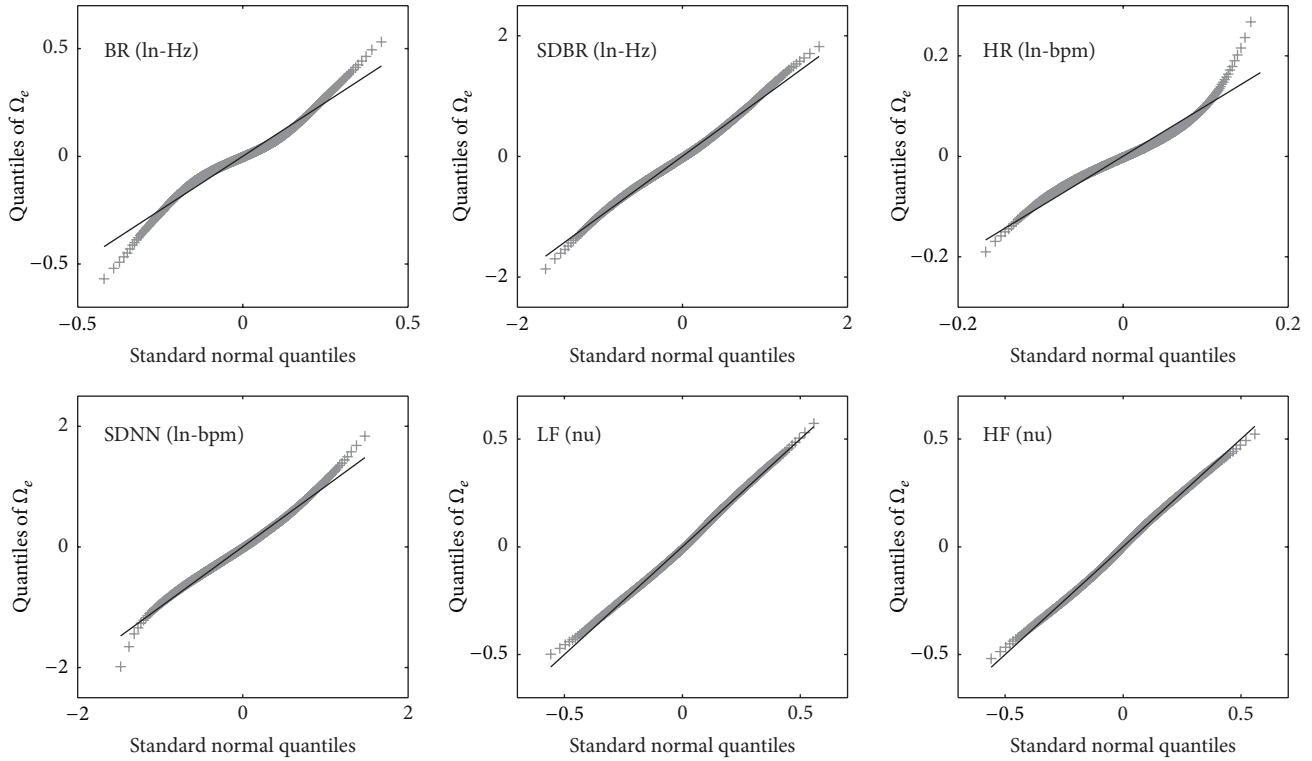 BR (ln-Hz)
0.5
0
−0.5
−0.5
0
0.5
Quantiles of Ωe
Standard normal quantiles
SDBR (ln-Hz)
2
0
−2
−2
0
2
Quantiles of Ωe
Standard normal quantiles
HR (ln-bpm)
0.2
0
−0.2
−0.2
0
0.2
Quantiles of Ωe
Standard normal quantiles
SDNN (ln-bpm)
2
0
−2
−2
0
2
Quantiles of Ωe
Standard normal quantiles
LF (nu)
0.5
0
−0.5
−0.5
0
0.5
Quantiles of Ωe
Standard normal quantiles
HF (nu)
0.5
0
−0.5
−0.5
0
0.5
Quantiles of Ωe
Standard normal quantiles